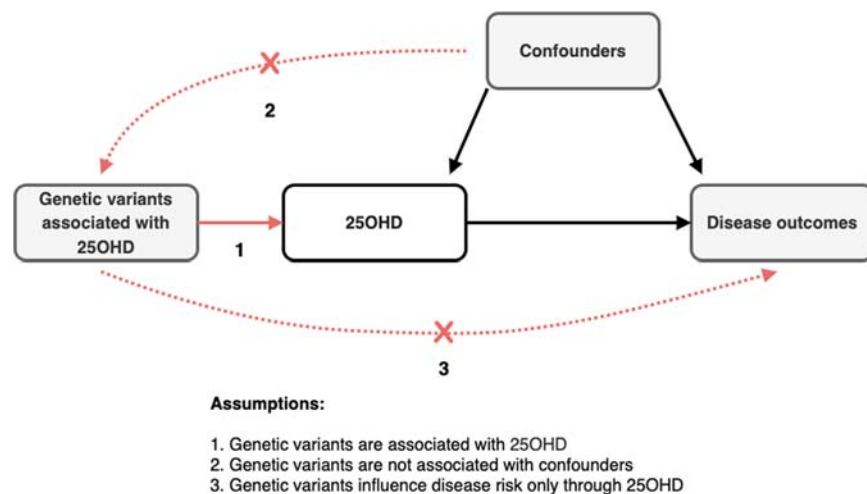 Confounders
2
Genetic variants
associated with
25OHD
1
25OHD
Disease outcomes
3
Assumptions:
1. Genetic variants are associated with 25OHD
2. Genetic variants are not associated with confounders
3. Genetic variants influence disease risk only through 25OHD